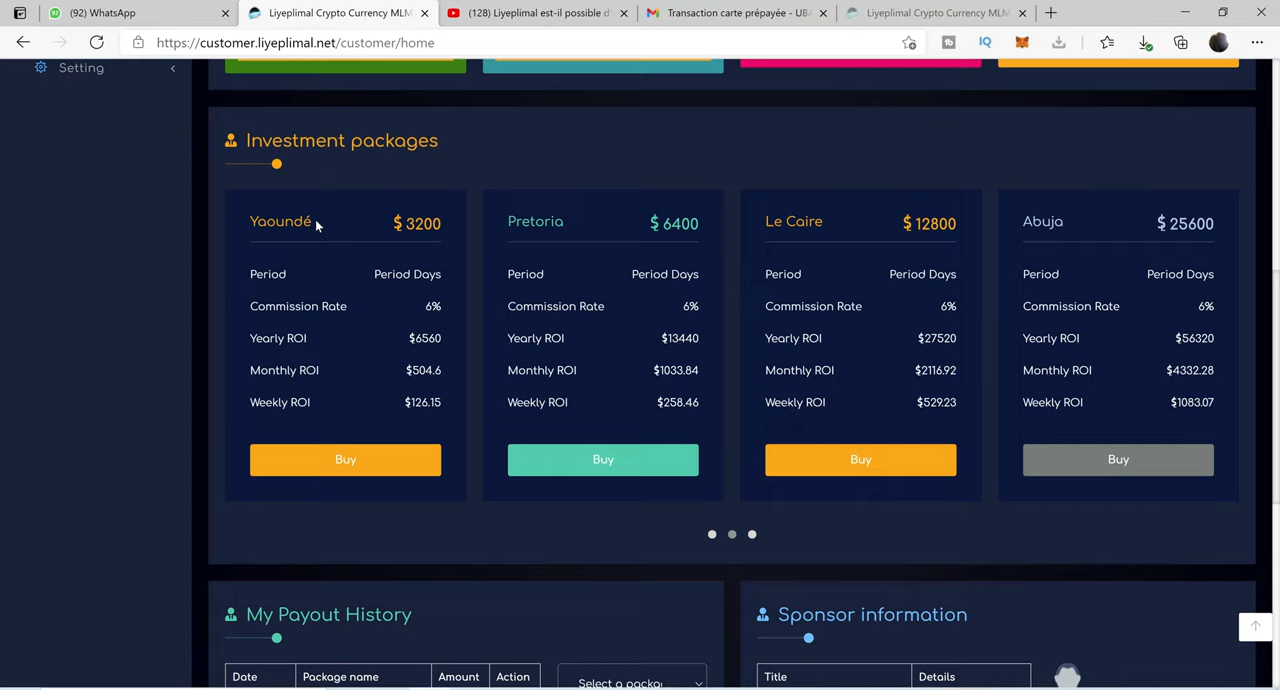 (92) WhatsApp
Liyeplimal Crypto Currency MLM
(128) Liyeplimal est-il possible d'
Transaction carte prépayée - UBA
Liyeplimal Crypto Currency MLM
https://customer.liyeplimal.net/customer/home
Setting
Investment packages
Yaoundé $ 3200
Period Period Days
Commission Rate 6%
Yearly ROI $6560
Monthly ROI $504.6
Weekly ROI $126.15
Buy
Pretoria $ 6400
Period Period Days
Commission Rate 6%
Yearly ROI $13440
Monthly ROI $1033.84
Weekly ROI $258.46
Buy
Le Caire $ 12800
Period Period Days
Commission Rate 6%
Yearly ROI $27520
Monthly ROI $2116.92
Weekly ROI $529.23
Buy
Abuja $ 25600
Period Period Days
Commission Rate 6%
Yearly ROI $56320
Monthly ROI $4332.28
Weekly ROI $1083.07
Buy
My Payout History
Date Package name Amount Action
Select a packa
Sponsor information
Title Details